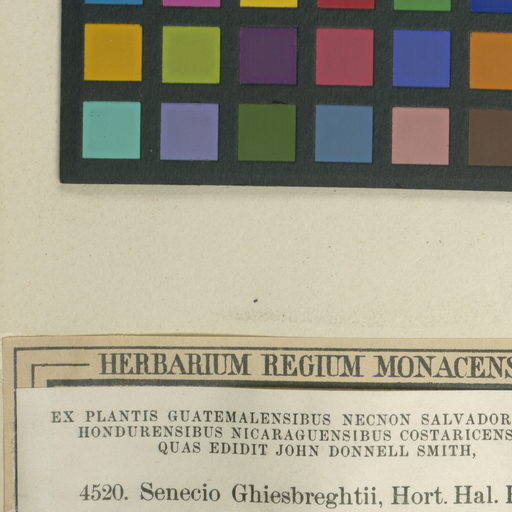 HERBARIUM REGIUM MONACENS
EX PLANTIS GUATEMALENSIBUS NECNON SALVADOR
HONDURENSIBUS NICARAGUENSIBUS COSTARICENS
QUAS EDIDIT JOHN DONNELL SMITH,
4520. Senecio Ghiesbreghtii, Hort. Hal.